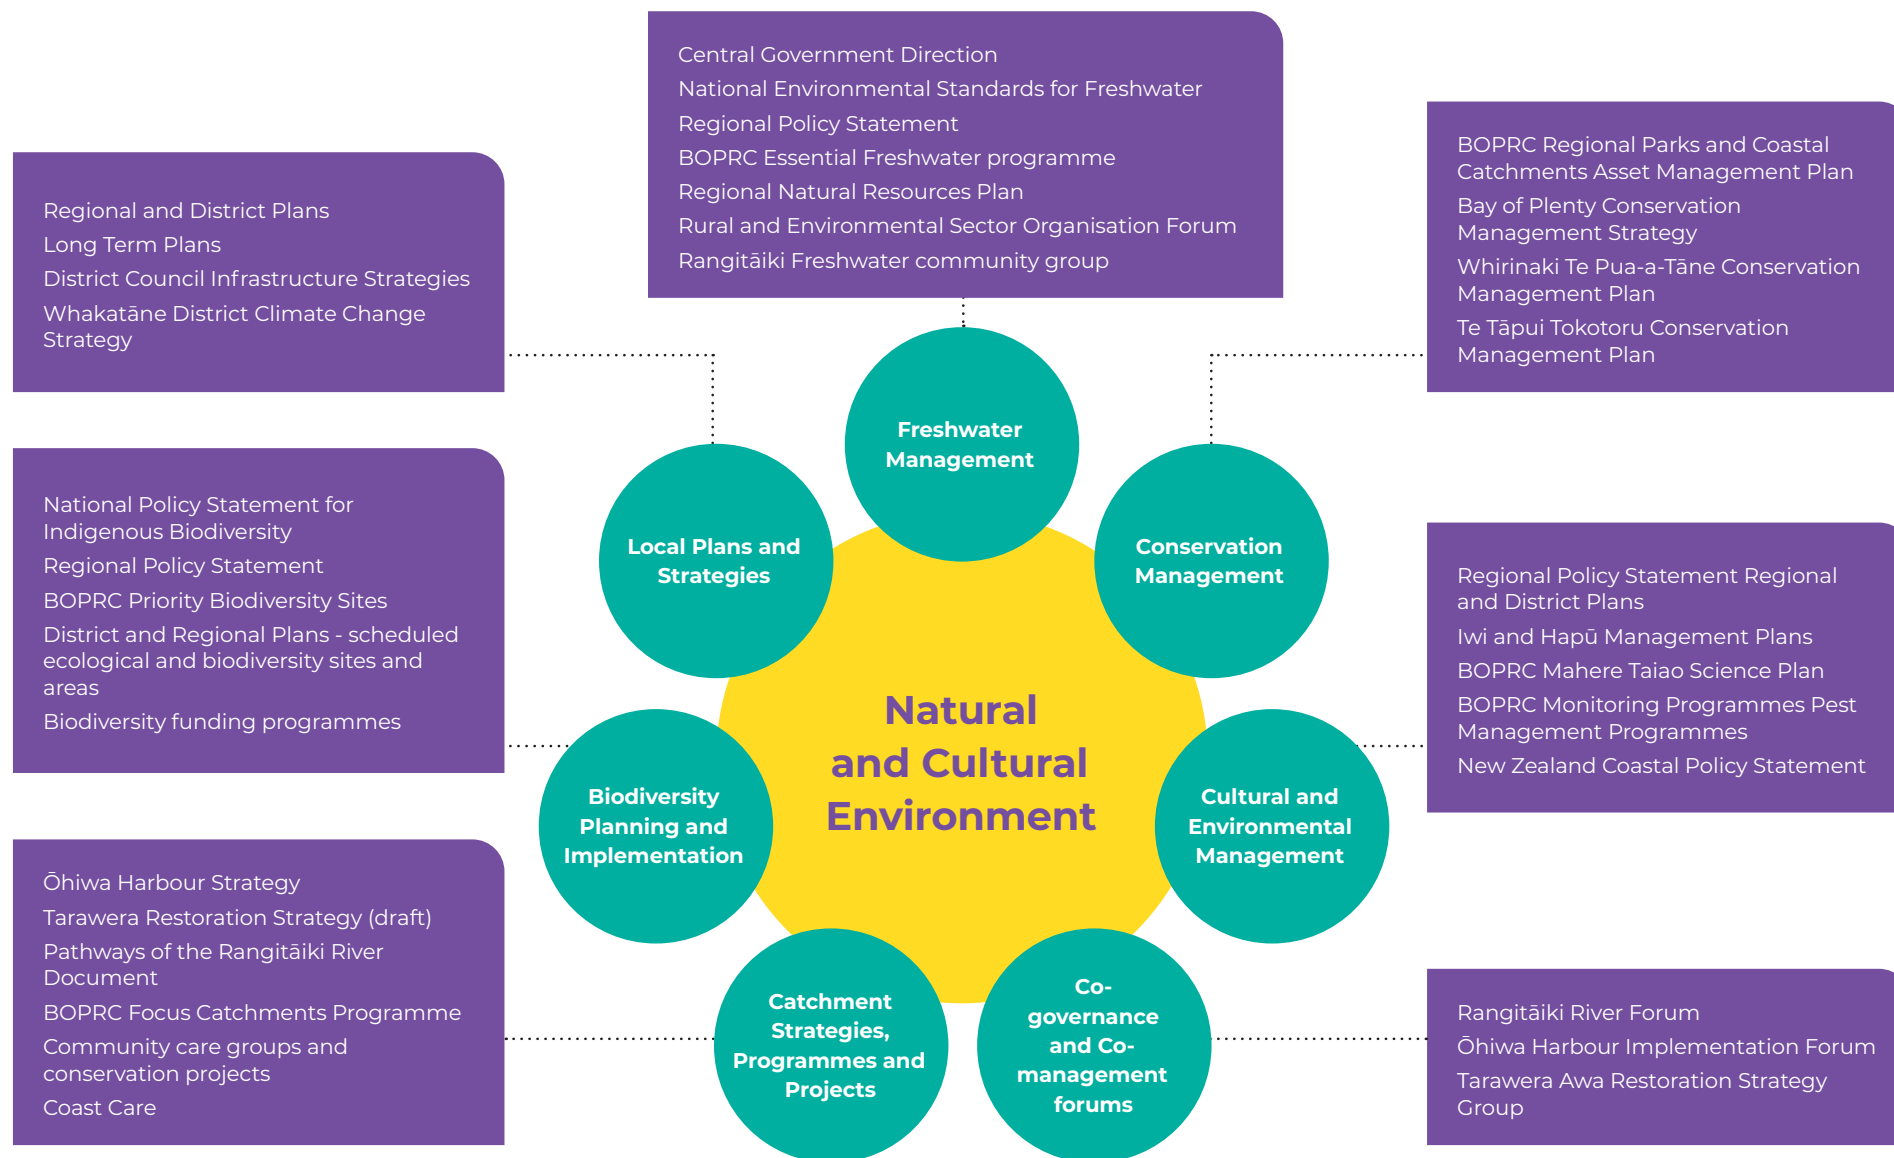 Central Government Direction
National Environmental Standards for Freshwater
Regional Policy Statement
BOPRC Essential Freshwater programme
Regional Natural Resources Plan
Rural and Environmental Sector Organisation Forum
Rangitāiki Freshwater community group
Regional and District Plans
Long Term Plans
District Council Infrastructure Strategies
Whakatāne District Climate Change
Strategy
BOPRC Regional Parks and Coastal
Catchments Asset Management Plan
Bay of Plenty Conservation
Management Strategy
Whirinaki Te Pua-a-Tāne Conservation
Management Plan
Te Tāpui Tokotoru Conservation
Management Plan
National Policy Statement for
Indigenous Biodiversity
Regional Policy Statement
BOPRC Priority Biodiversity Sites
District and Regional Plans - scheduled
ecological and biodiversity sites and
areas
Biodiversity funding programmes
Regional Policy Statement Regional
and District Plans
Iwi and Hapū Management Plans
BOPRC Mahere Taiao Science Plan
BOPRC Monitoring Programmes Pest
Management Programmes
New Zealand Coastal Policy Statement
Ōhiwa Harbour Strategy
Tarawera Restoration Strategy (draft)
Pathways of the Rangitāiki River
Document
BOPRC Focus Catchments Programme
Community care groups and
conservation projects
Coast Care
Rangitāiki River Forum
Ōhiwa Harbour Implementation Forum
Tarawera Awa Restoration Strategy
Group
Freshwater
Management
Local Plans and
Strategies
Conservation
Management
Natural
and Cultural
Environment
Biodiversity
Planning and
Implementation
Cultural and
Environmental
Management
Catchment
Strategies,
Programmes and
Projects
Co-
governance
and Co-
management
forums